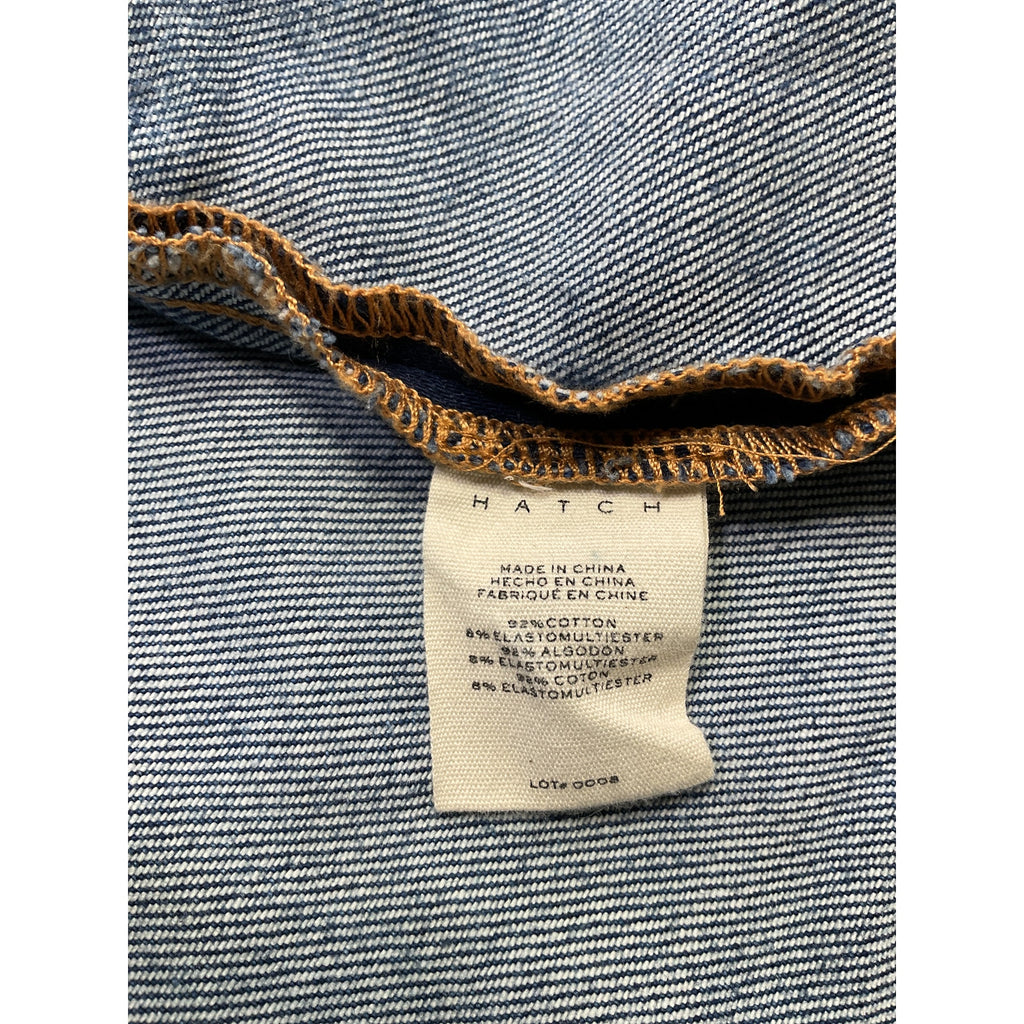 HATCH
MADE IN CHINA
HECHO EN CHINA
FABRIQUÉ EN CHINE
92% COTTON
8% ELASTOMULTIESTER
92% ALGODON
8% ELASTOMULTIESTER
92% COTON
8% ELASTOMULTIESTER
LOT# 0008